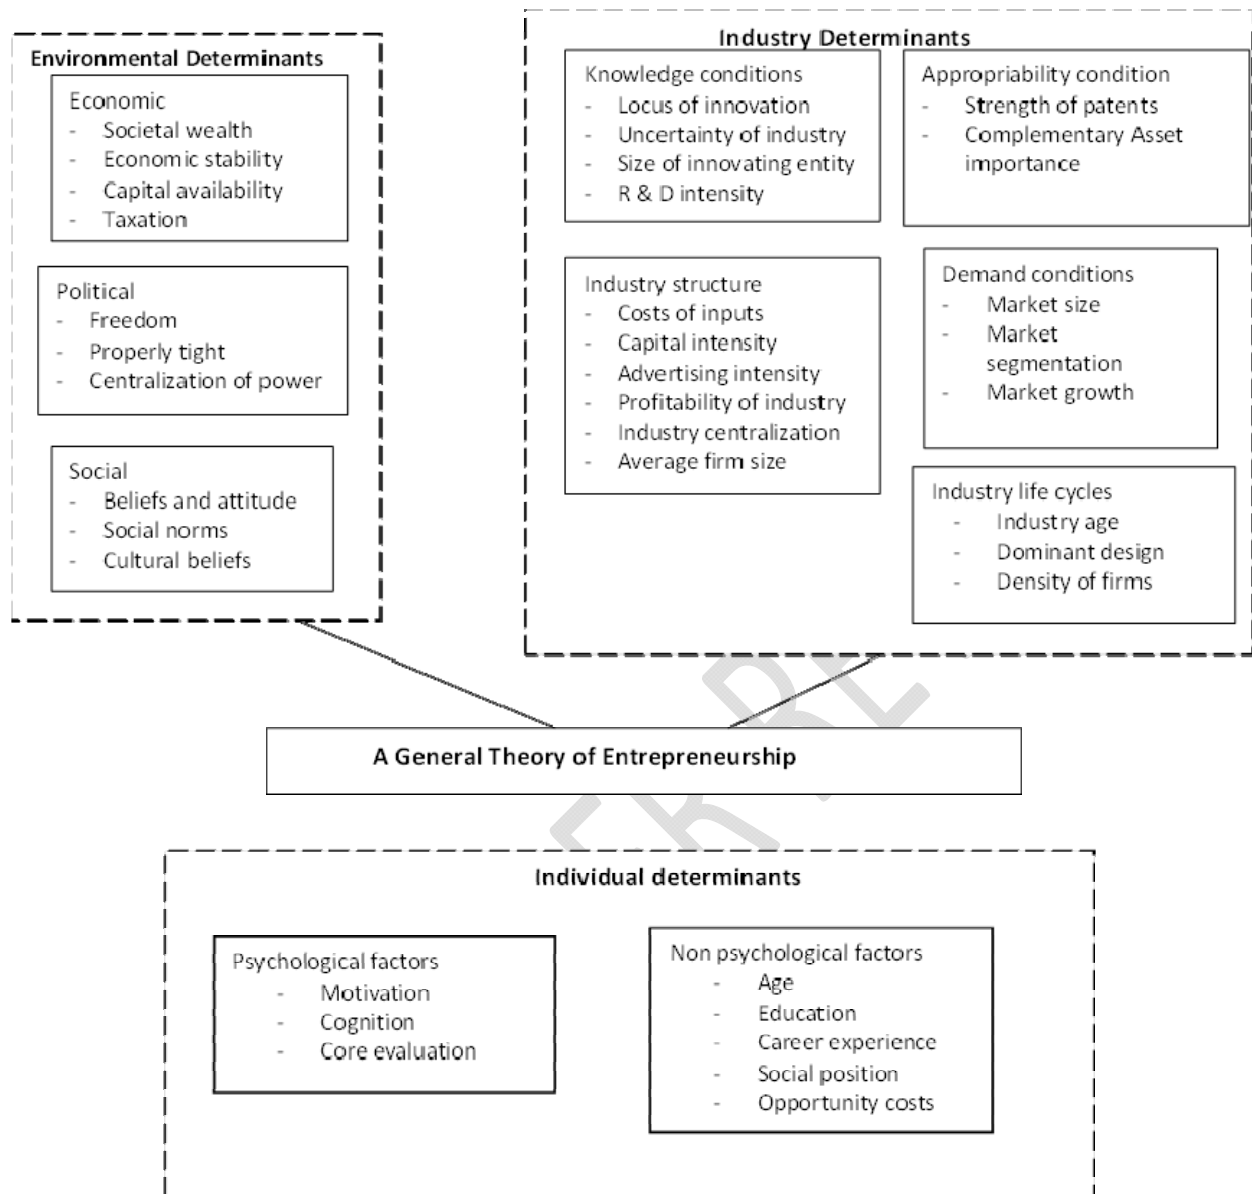 Environmental Determinants
Economic
- Societal wealth
- Economic stability
- Capital availability
- Taxation
Political
- Freedom
- Properly tight
- Centralization of power
Social
- Beliefs and attitude
- Social norms
- Cultural beliefs
Industry Determinants
Knowledge conditions
- Locus of innovation
- Uncertainty of industry
- Size of innovating entity
- R & D intensity
Appropriability condition
- Strength of patents
- Complementary Asset
importance
Industry structure
- Costs of inputs
- Capital intensity
- Advertising intensity
- Profitability of industry
- Industry centralization
- Average firm size
Demand conditions
- Market size
- Market
segmentation
- Market growth
Industry life cycles
- Industry age
- Dominant design
- Density of firms
A General Theory of Entrepreneurship
Individual determinants
Psychological factors
- Motivation
- Cognition
- Core evaluation
Non psychological factors
- Age
- Education
- Career experience
- Social position
- Opportunity costs